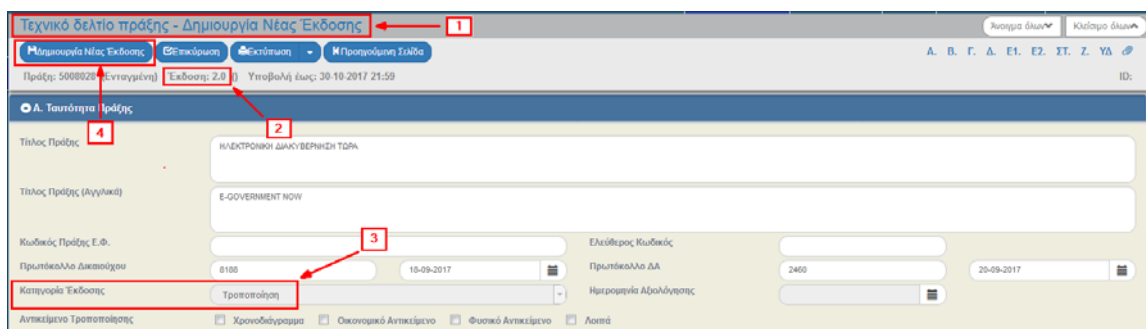 Τεχνικό δελτίο πράξης - Δημιουργία Νέας Έκδοσης
1
Άνοιγμα όλων
Κλείσιμο όλων
Δημιουργία Νέας Έκδοσης
Επικύρωση
Εκτύπωση
Προηγούμενη Σελίδα
Α. Β. Γ. Δ. Ε1. Ε2. ΣΤ. Ζ. ΥΔ
Πράξη: 5008028 (Ενταγμένη) Έκδοση: 2.0 () Υποβολή έως: 30-10-2017 21:59
ID:
Α. Ταυτότητα Πράξης
4
2
Τίτλος Πράξης
ΗΛΕΚΤΡΟΝΙΚΗ ΔΙΑΚΥΒΕΡΝΗΣΗ ΤΩΡΑ
Τίτλος Πράξης (Αγγλικά)
E-GOVERNMENT NOW
3
Κωδικός Πράξης Ε.Φ.
Ελεύθερος Κωδικός
Πρωτόκολλο Δικαιούχου
8188
18-09-2017
Πρωτόκολλο ΔΑ
2460
20-09-2017
Κατηγορία Έκδοσης
Τροποποίηση
Ημερομηνία Αξιολόγησης
Αντικείμενο Τροποποίησης
Χρονοδιάγραμμα
Οικονομικό Αντικείμενο
Φυσικό Αντικείμενο
Λοιπά